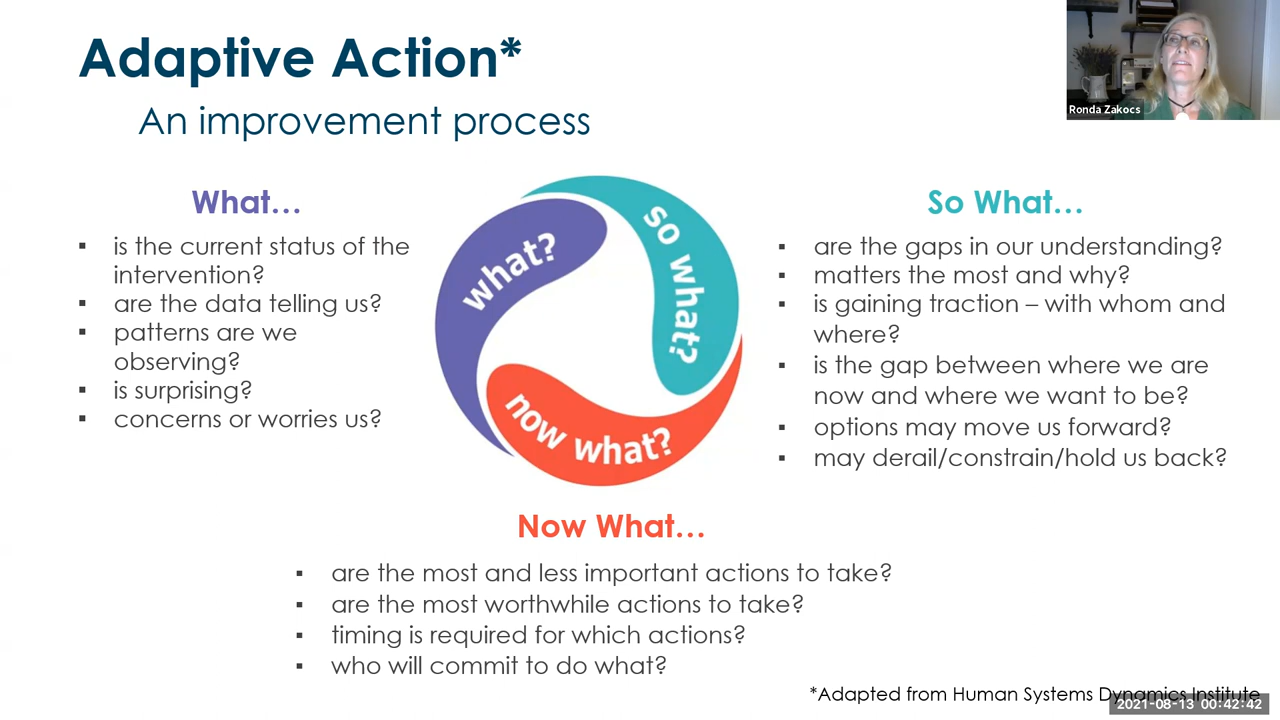 Adaptive Action*
An improvement process
Ronda Zakocs
What...
▪ is the current status of the
intervention?
▪ are the data telling us?
▪ patterns are we
observing?
▪ is surprising?
▪ concerns or worries us?
what?
so what?
now what?
So What...
▪ are the gaps in our understanding?
▪ matters the most and why?
▪ is gaining traction – with whom and
where?
▪ is the gap between where we are
now and where we want to be?
▪ options may move us forward?
▪ may derail/constrain/hold us back?
Now What...
▪ are the most and less important actions to take?
▪ are the most worthwhile actions to take?
▪ timing is required for which actions?
▪ who will commit to do what?
*Adapted from Human Systems Dynamics Institute
2021-08-13 00:42:42